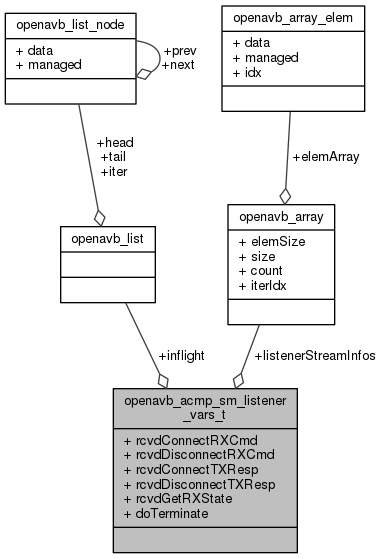 openavb_list_node
+ data
+ managed
+prev
+next
openavb_array_elem
+ data
+ managed
+ idx
+head
+tail
+iter
+elemArray
openavb_list
openavb_array
+ elemSize
+ size
+ count
+ iterIdx
+inflight
+listenerStreamInfos
openavb_acmp_sm_listener
_vars_t
+ rcvdConnectRXCmd
+ rcvdDisconnectRXCmd
+ rcvdConnectTXResp
+ rcvdDisconnectTXResp
+ rcvdGetRXState
+ doTerminate